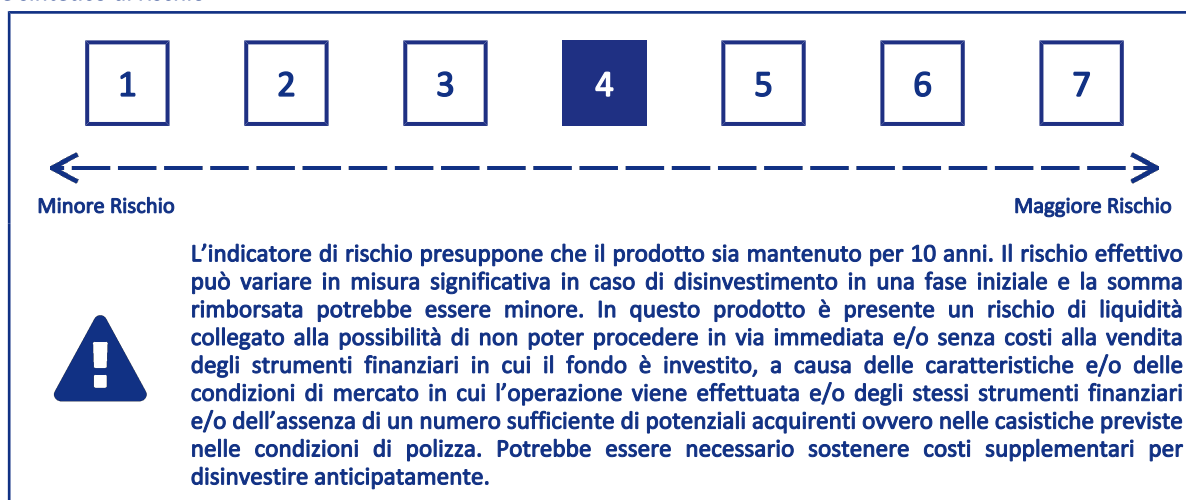 1 2 3 4 5 6 7
Minore Rischio Maggiore Rischio
L’indicatore di rischio presuppone che il prodotto sia mantenuto per 10 anni. Il rischio effettivo
può variare in misura significativa in caso di disinvestimento in una fase iniziale e la somma
rimborsata potrebbe essere minore. In questo prodotto è presente un rischio di liquidità
collegato alla possibilità di non poter procedere in via immediata e/o senza costi alla vendita
degli strumenti finanziari in cui il fondo è investito, a causa delle caratteristiche e/o delle
condizioni di mercato in cui l’operazione viene effettuata e/o degli stessi strumenti finanziari
e/o dell’assenza di un numero sufficiente di potenziali acquirenti ovvero nelle casistiche previste
nelle condizioni di polizza. Potrebbe essere necessario sostenere costi supplementari per
disinvestire anticipatamente.